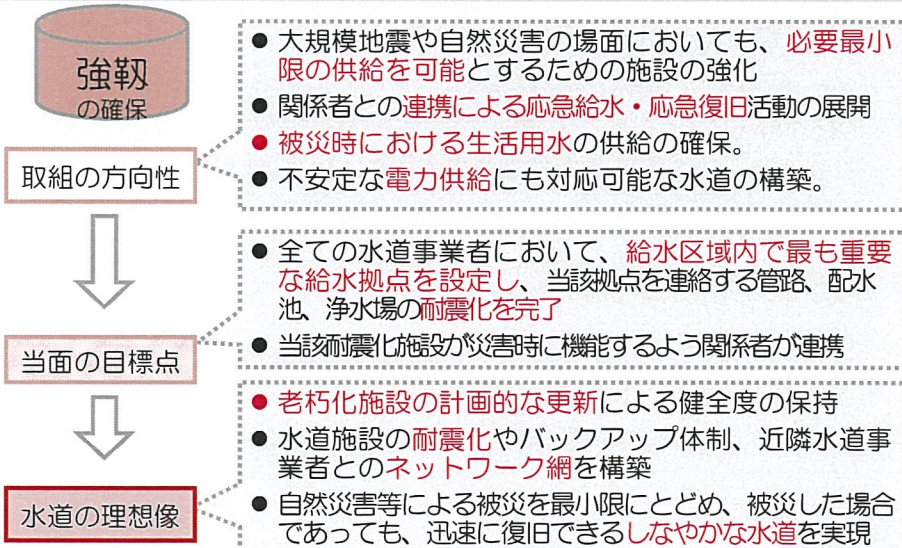 強靱
の確保
取組の方向性
● 大規模地震や自然災害の場面においても、必要最小
限の供給を可能とするための施設の強化
● 関係者との連携による応急給水・応急復旧活動の展開
● 被災時における生活用水の供給の確保。
● 不安定な電力供給にも対応可能な水道の構築。
当面の目標点
● 全ての水道事業者において、給水区域内で最も重要
な給水拠点を設定し、当該拠点を連絡する管路、配水
池、浄水場の耐震化を完了
● 当該耐震化施設が災害時に機能するよう関係者が連携
水道の理想像
● 老朽化施設の計画的な更新による健全度の保持
● 水道施設の耐震化やバックアップ体制、近隣水道事
業者とのネットワーク網を構築
● 自然災害等による被災を最小限にとどめ、被災した場合
であっても、迅速に復旧できるしなやかな水道を実現